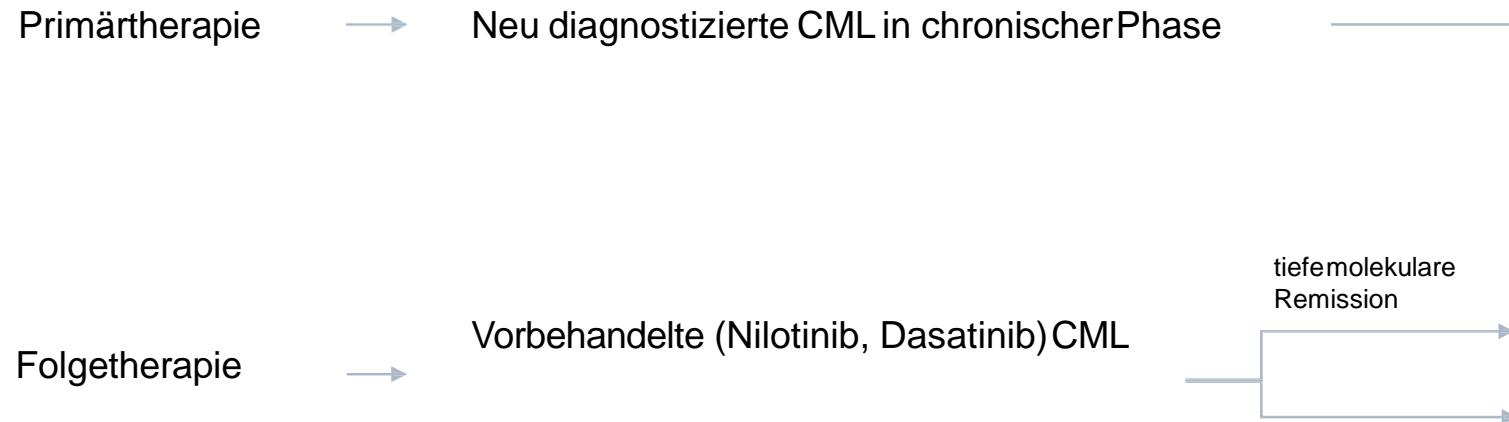 Primärtherapie
Neu diagnostizierte CML in chronischer Phase
tiefe molekulare
Remission
Vorbehandelte (Nilotinib, Dasatinib) CML
Folgetherapie